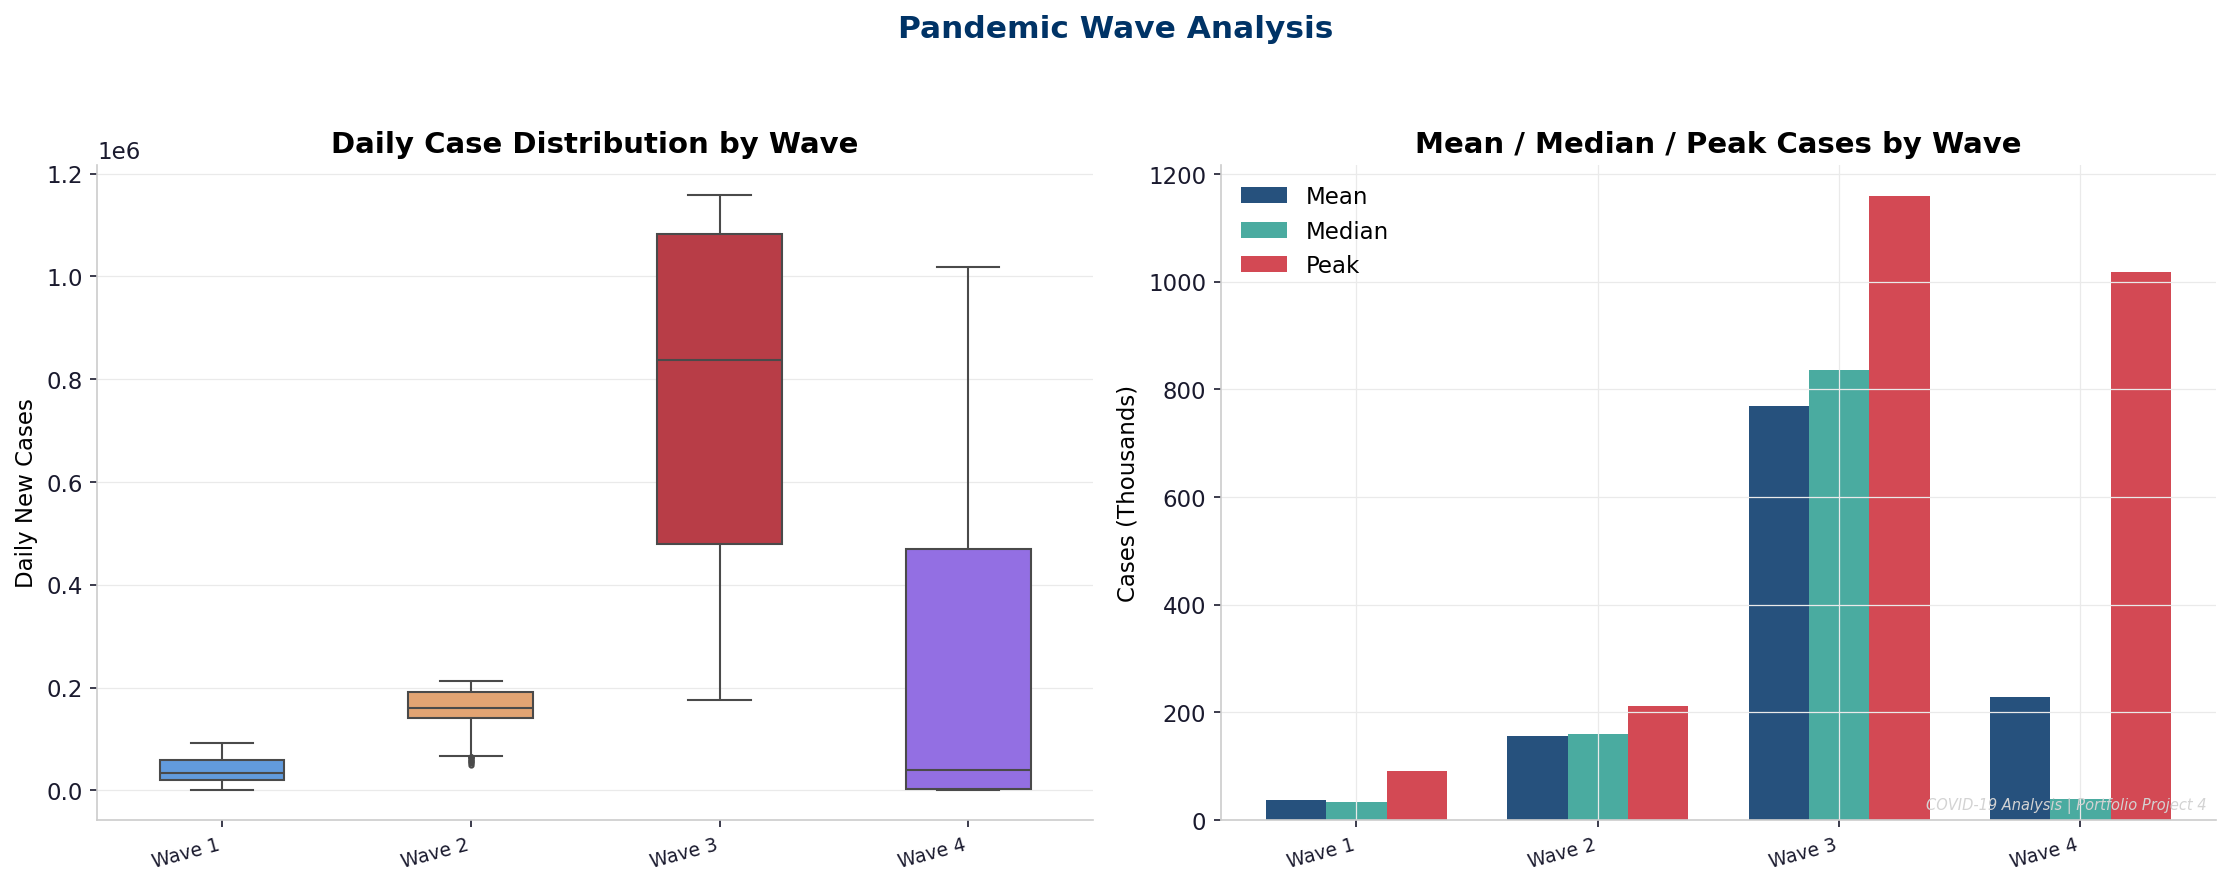 Pandemic Wave Analysis
Daily Case Distribution by Wave
1e6
1.2
1.0
0.8
0.6
0.4
0.2
0.0
Daily New Cases
Wave 1
Wave 2
Wave 3
Wave 4
Mean / Median / Peak Cases by Wave
Mean
Median
Peak
1200
1000
800
600
400
200
0
Cases (Thousands)
COVID-19 Analysis | Portfolio Project 4
Wave 1
Wave 2
Wave 3
Wave 4